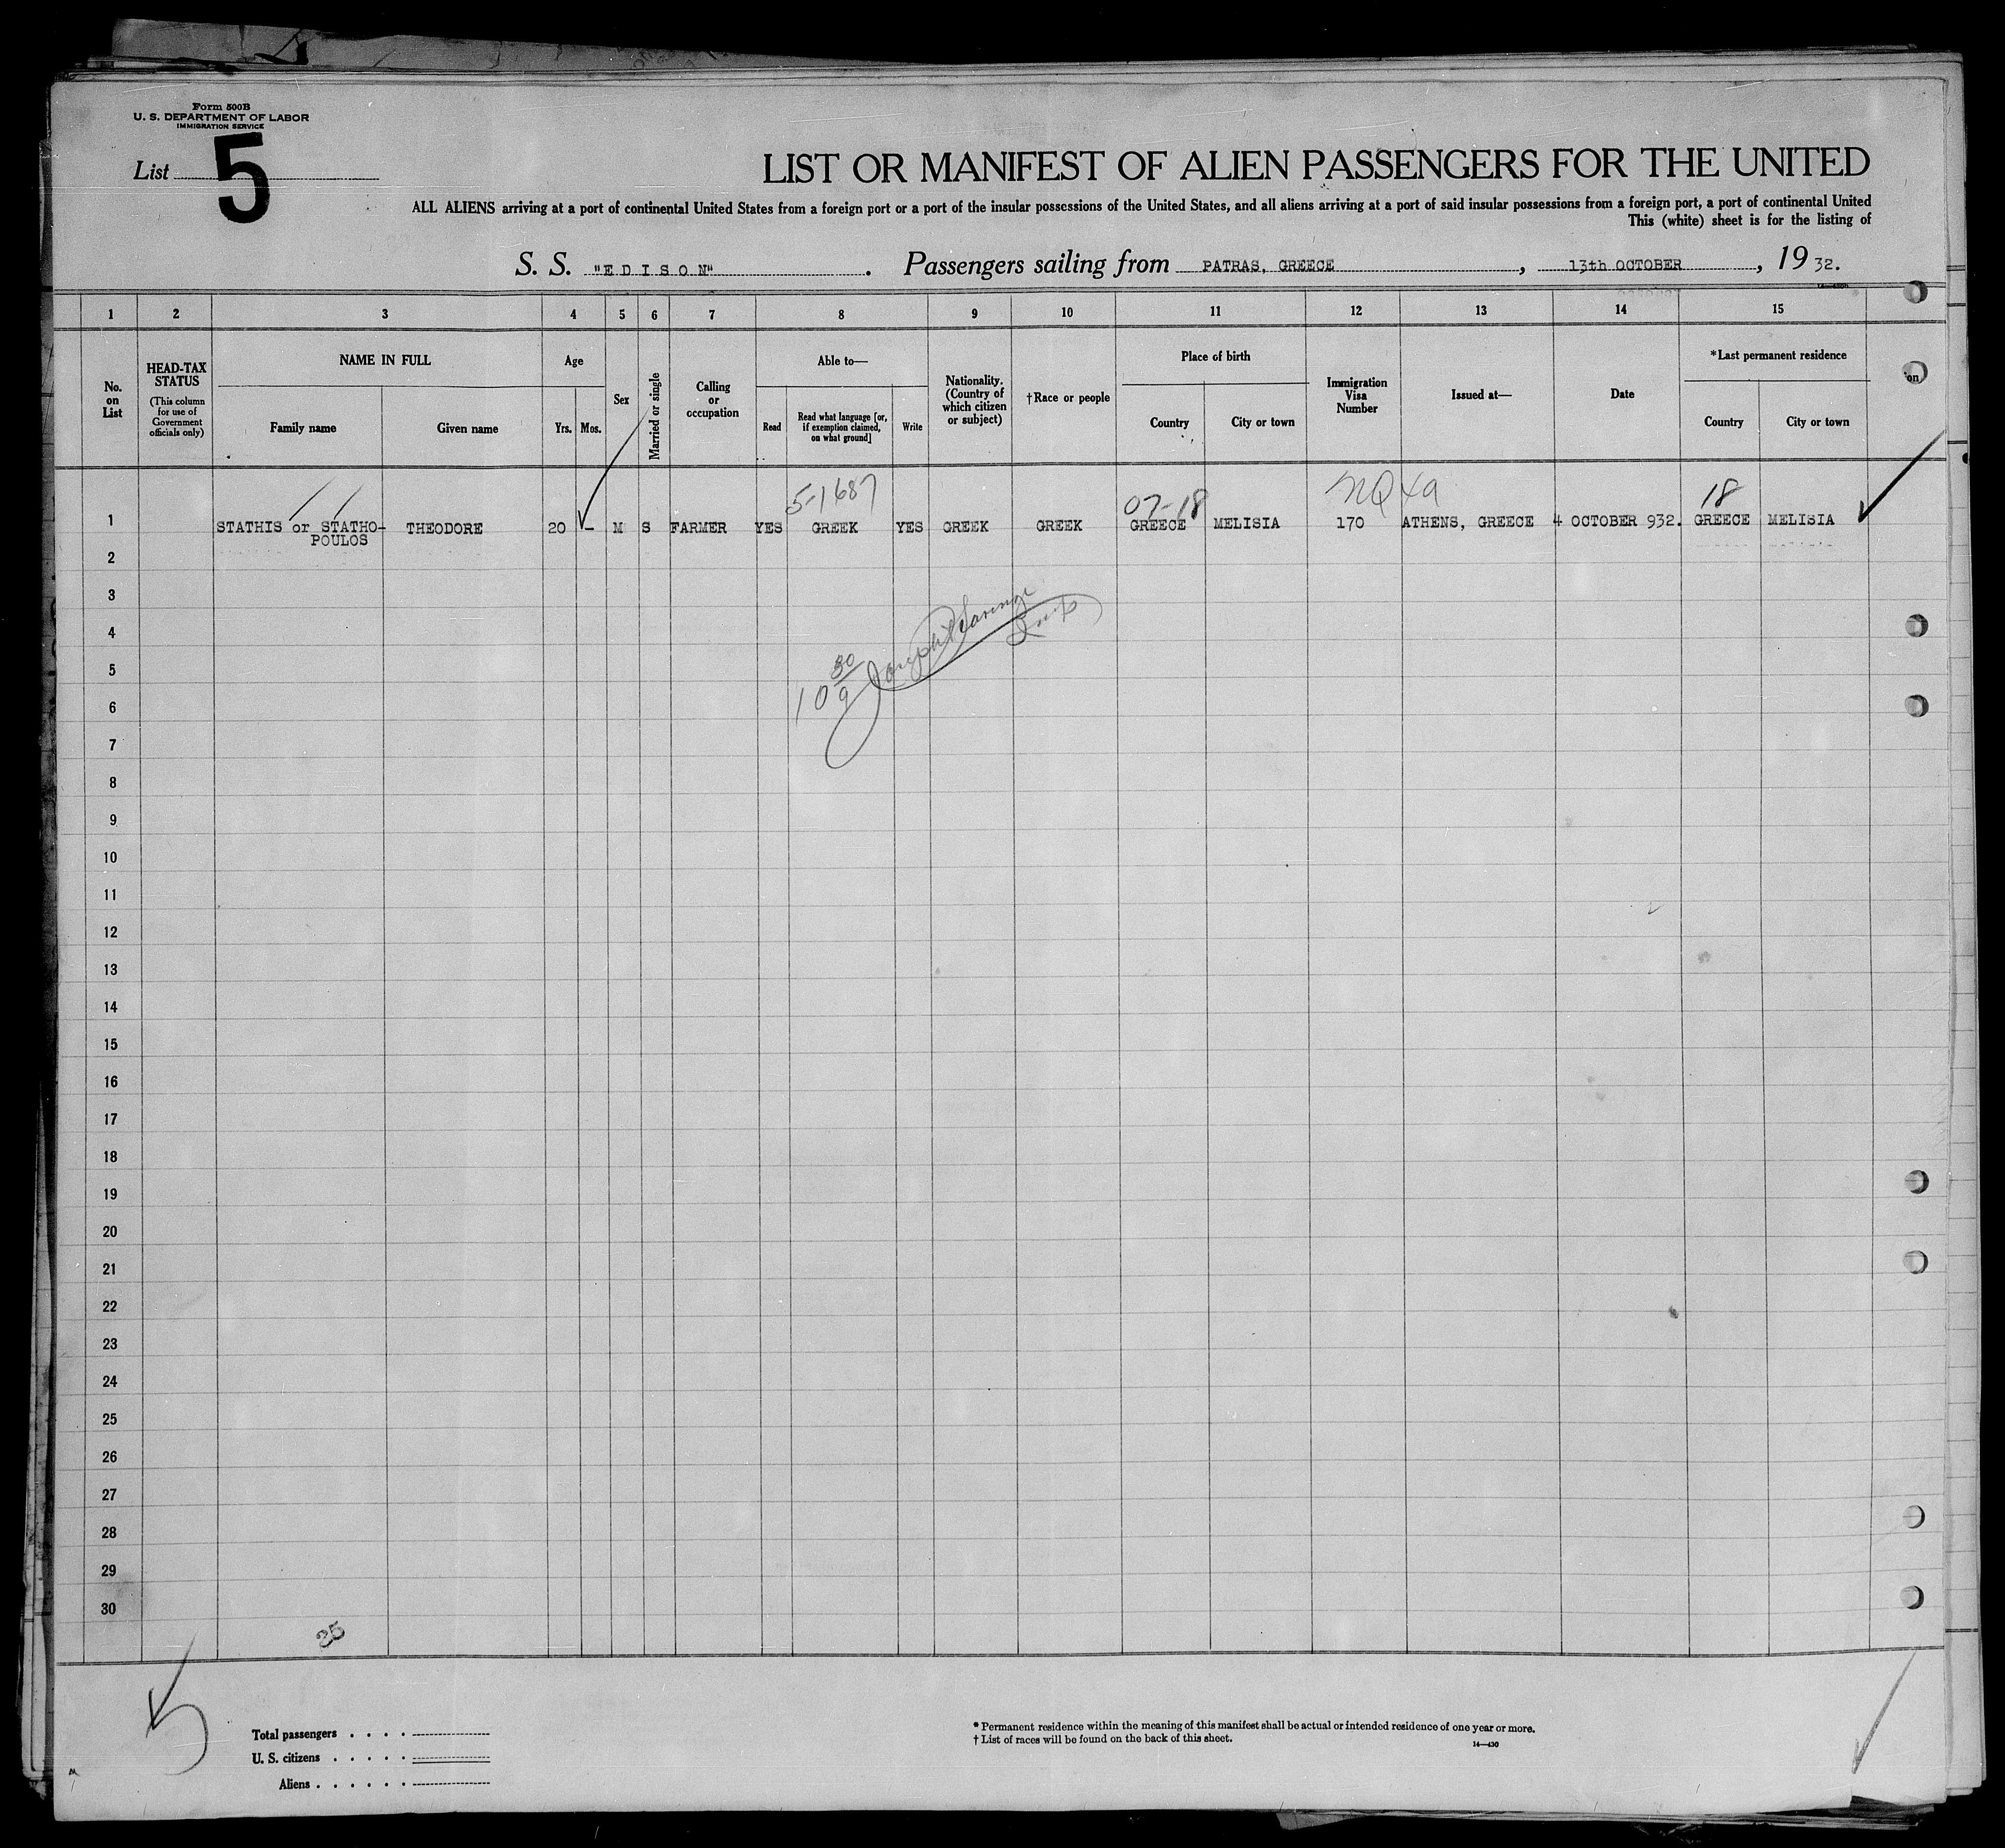 Form 500B
U. S. DEPARTMENT OF LABOR
IMMIGRATION SERVICE
List 5
LIST OR MANIFEST OF ALIEN PASSENGERS FOR THE UNITED
ALL ALIENS arriving at a port of continental United States from a foreign port or a port of the insular possessions of the United States, and all aliens arriving at a port of said insular possessions from a foreign port, a port of continental United
This (white) sheet is for the listing of
S. S. "EDISON". Passengers sailing from PATRAS, GREECE, 13th OCTOBER, 1932.
1 2 3 4 5 6 7 8 9 10 11 12 13 14 15
No. on List
HEAD-TAX STATUS
(This column for use of Government officials only)
NAME IN FULL
Family name
Given name
Age
Yrs.
Mos.
Sex
Married or single
Calling or occupation
Able to—
Read
Read what language [or, if exemption claimed, on what ground]
Write
Nationality. (Country of which citizen or subject)
†Race or people
Place of birth
Country
City or town
Immigration Visa Number
Issued at—
Date
*Last permanent residence
Country
City or town
on
5-1687 07-18 NQ 4a 18
1 STATHIS or STATHO- THEODORE 20 - M S FARMER YES GREEK YES GREEK GREEK GREECE MELISIA 170 ATHENS, GREECE 4 OCTOBER 932. GREECE MELISIA
POULOS
2
3
4
5
6
7
8
9
10
11
12
13
14
15
16
17
18
19
20
21
22
23
24
25
26
27
28
29
30
35
Total passengers . . . .
U. S. citizens . . . . .
Aliens . . . . . .
* Permanent residence within the meaning of this manifest shall be actual or intended residence of one year or more.
† List of races will be found on the back of this sheet.
14—430